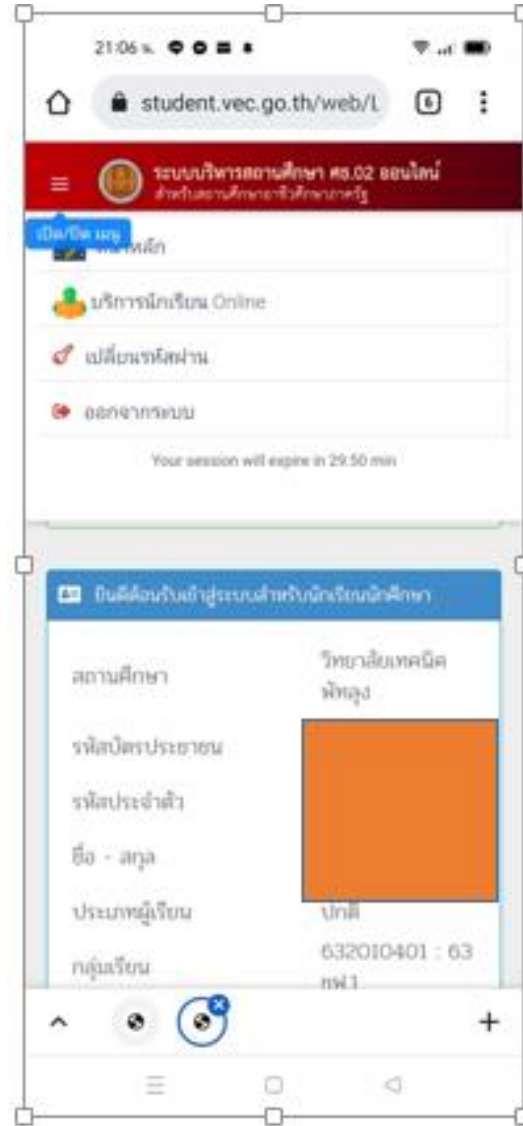 21:06 น.
student.vec.go.th/web/L
6
ระบบบริหารสถานศึกษา ศธ.02 ออนไลน์
สำหรับสถานศึกษาอาชีวศึกษาภาครัฐ
เปิด/ปิด เมนู
หน้าหลัก
บริการนักเรียน Online
เปลี่ยนรหัสผ่าน
ออกจากระบบ
Your session will expire in 29:50 min
ยินดีต้อนรับเข้าสู่ระบบสำหรับนักเรียนนักศึกษา
สถานศึกษา
วิทยาลัยเทคนิค
พัทลุง
รหัสบัตรประชาชน
รหัสประจำตัว
ชื่อ - สกุล
ประเภทผู้เรียน
ปกติ
กลุ่มเรียน
632010401 : 63